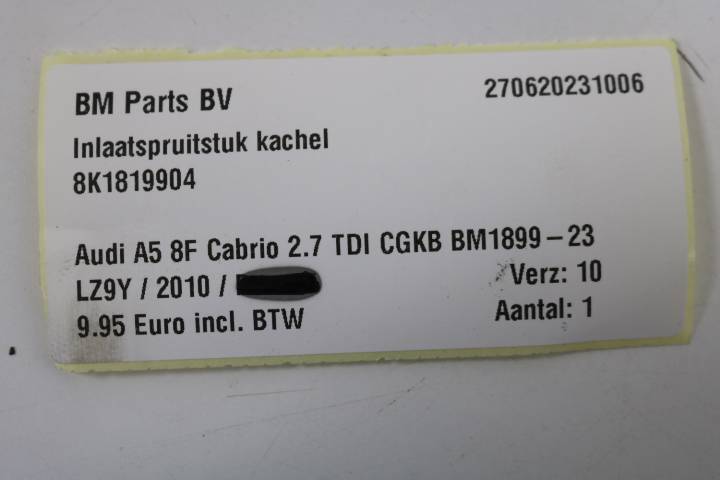 BM Parts BV 270620231006
Inlaatspruitstuk kachel
8K1819904
Audi A5 8F Cabrio 2.7 TDI CGKB BM1899-23
LZ9Y / 2010 / Verz: 10
9.95 Euro incl. BTW Aantal: 1